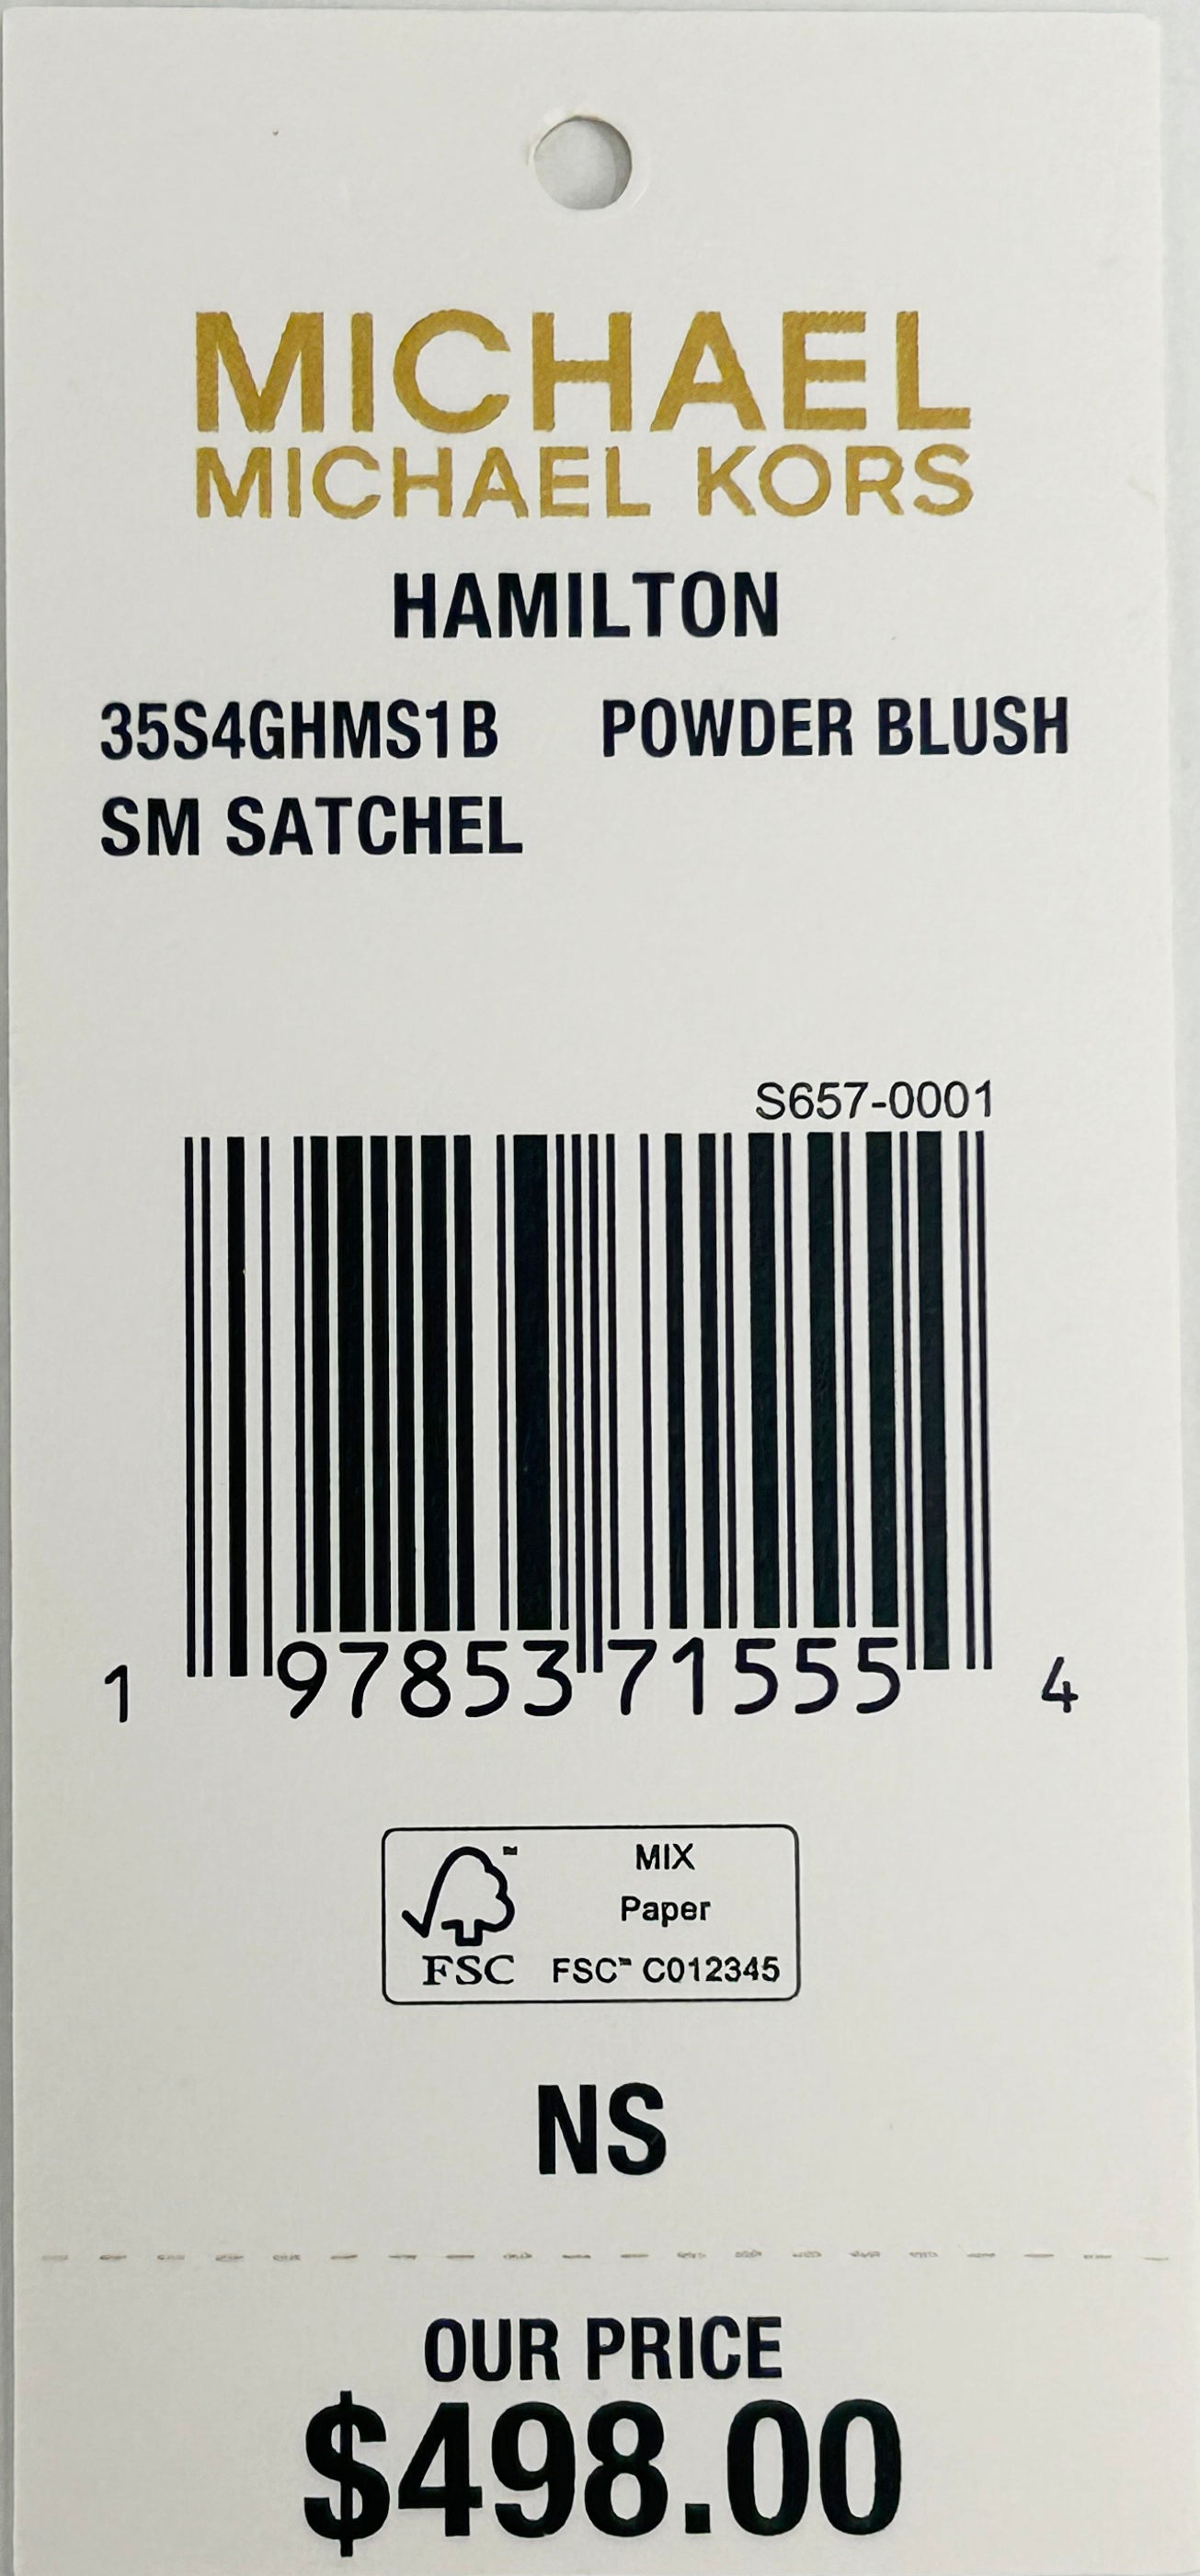 MICHAEL
MICHAEL KORS
HAMILTON
35S4GHMS1B POWDER BLUSH
SM SATCHEL
S657-0001
1 97853 71555 4
™
MIX
Paper
FSC FSC™ C012345
NS
OUR PRICE
$498.00